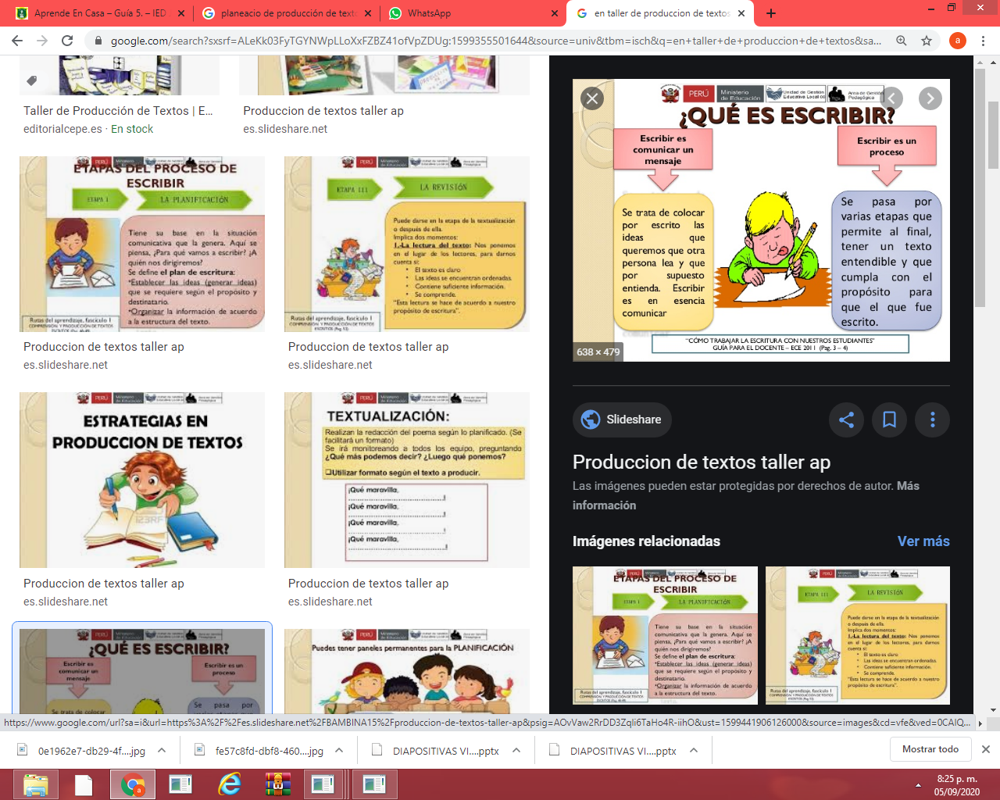 Aprende En Casa – Guía 5. – IED
planeacio de producción de text
WhatsApp
en taller de produccion de textos
google.com/search?sxsrf=ALeKk03FyTGYNWpLLoXxFZBZ41ofVpZDUg:1599355501644&source=univ&tbm=isch&q=en+taller+de+produccion+de+textos&sa...
a
Taller de Producción de Textos | E...
editorialcepe.es · En stock
Produccion de textos taller ap
es.slideshare.net
PERÚ
ETAPAS DEL PROCESO DE
ESCRIBIR
ETAPA I
LA PLANIFICACIÓN
Tiene su base en la situación
comunicativa que la genera. Aquí se
piensa, ¿Para qué vamos a escribir? ¿A
quién nos dirigiremos?
Se define el plan de escritura:
*Establecer las ideas (generar ideas)
que se requiere según el propósito y
destinatario.
*Organizar la información de acuerdo
a la estructura del texto.
Rutas del aprendizaje, fascículo 1
COMPRENSIÓN Y PRODUCCIÓN DE TEXTOS
Produccion de textos taller ap
es.slideshare.net
PERÚ
ETAPA III
LA REVISIÓN
Puede darse en la etapa de la textualización
o después de ella.
Implica dos momentos:
1.-La lectura del texto: Nos ponemos
en el lugar de los lectores, para darnos
cuenta si:
• El texto es claro
• Las ideas se encuentran ordenadas.
• Contiene suficiente información.
• Se comprende.
"Esta lectura se hace de acuerdo a nuestro
propósito de escritura".
Rutas del aprendizaje, fascículo 1
COMPRENSIÓN Y PRODUCCIÓN DE TEXTOS
Produccion de textos taller ap
es.slideshare.net
PERÚ
ESTRATEGIAS EN
PRODUCCION DE TEXTOS
123RF
Produccion de textos taller ap
es.slideshare.net
PERÚ
TEXTUALIZACIÓN:
Realizan la redacción del poema según lo planificado. (Se
facilitará un formato)
Se irá monitoreando a todos los equipo, preguntando
¿Qué más podemos decir? ¿Luego qué ponemos?
❑Utilizar formato según el texto a producir.
¡Qué maravilla,
¡Qué maravilla,
¡Qué maravilla,
¡Qué maravilla,
Produccion de textos taller ap
es.slideshare.net
PERÚ
¿QUÉ ES ESCRIBIR?
Escribir es
comunicar un
mensaje
Escribir es un
proceso
Se trata de colocar
Se pasa por
PERÚ
Puedes tener paneles permanentes para la PLANIFICACIÓN
PERÚ
Ministerio
de Educación
Unidad de Gestión
Educativa Local
Area de Gestión
Pedagógica
¿QUÉ ES ESCRIBIR?
Escribir es
comunicar un
mensaje
Escribir es un
proceso
Se trata de colocar
por escrito las
ideas que
queremos que otra
persona lea y que
por supuesto
entienda. Escribir
es en esencia
comunicar
Se pasa por
varias etapas que
permite al final,
tener un texto
entendible y que
cumpla con el
propósito para
que el que fue
escrito.
"CÓMO TRABAJAR LA ESCRITURA CON NUESTROS ESTUDIANTES"
GUÍA PARA EL DOCENTE – ECE 2011 (Pag. 3 – 4)
638 × 479
Slideshare
Produccion de textos taller ap
Las imágenes pueden estar protegidas por derechos de autor. Más
información
Imágenes relacionadas
Ver más
PERÚ
ETAPAS DEL PROCESO DE
ESCRIBIR
ETAPA I
LA PLANIFICACIÓN
Tiene su base en la situación
comunicativa que la genera. Aquí se
piensa, ¿Para qué vamos a escribir? ¿A
quién nos dirigiremos?
Se define el plan de escritura:
*Establecer las ideas (generar ideas)
que se requiere según el propósito y
destinatario.
*Organizar la información de acuerdo
a la estructura del texto.
Rutas del aprendizaje, fascículo 1
PERÚ
ETAPA III
LA REVISIÓN
Puede darse en la etapa de la textualización
o después de ella.
Implica dos momentos:
1.-La lectura del texto: Nos ponemos
en el lugar de los lectores, para darnos
cuenta si:
• El texto es claro
• Las ideas se encuentran ordenadas.
• Contiene suficiente información.
• Se comprende.
"Esta lectura se hace de acuerdo a nuestro
propósito de escritura".
Rutas del aprendizaje, fascículo 1
https://www.google.com/url?sa=i&url=https%3A%2F%2Fes.slideshare.net%2FBAMBINA15%2Fproduccion-de-textos-taller-ap&psig=AOvVaw2RrDD3Zqli6TaHo4R-iihO&ust=1599441906126000&source=images&cd=vfe&ved=0CAIQ...
0e1962e7-db29-4f....jpg
fe57c8fd-dbf8-460....jpg
DIAPOSITIVAS VI....pptx
DIAPOSITIVAS VI....pptx
Mostrar todo
8:25 p. m.
05/09/2020